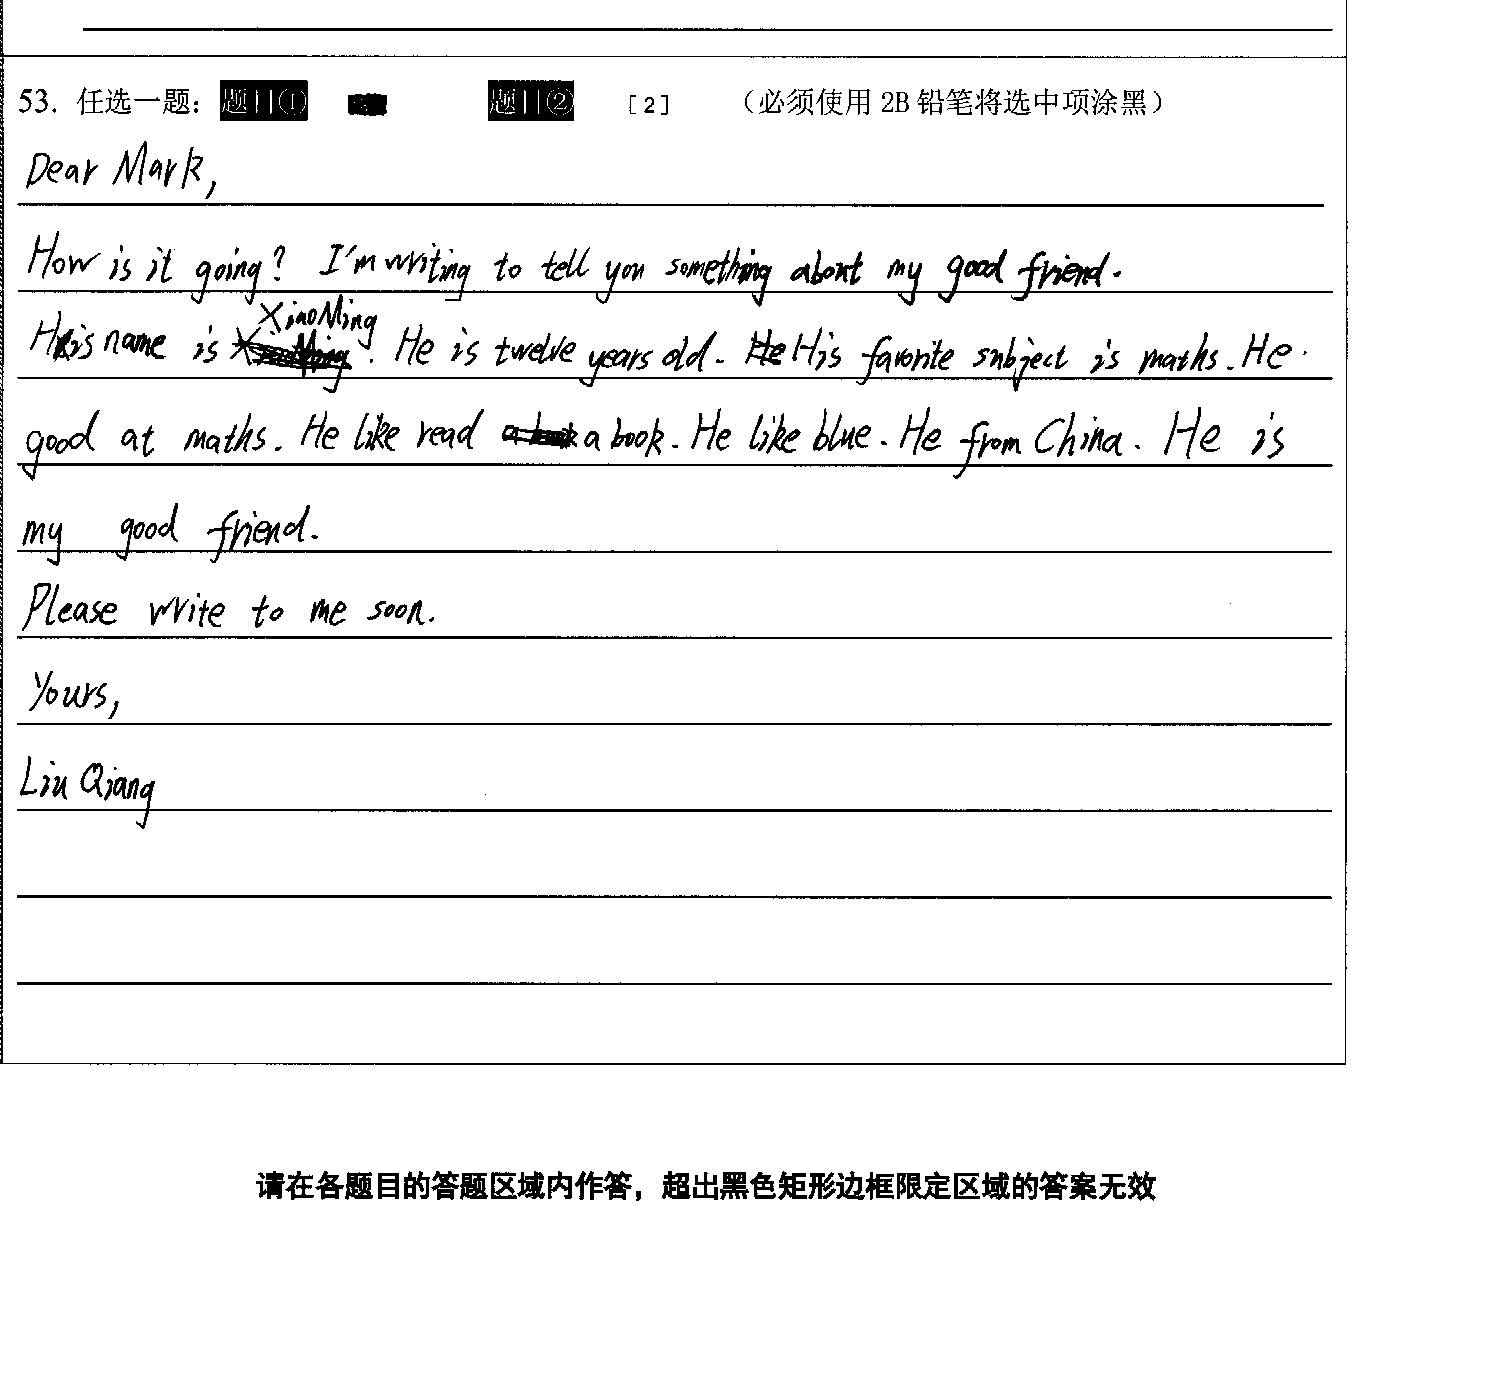 53. 任选一题： 题目① 题目② [2] （必须使用 2B 铅笔将选中项涂黑）
Dear Mark,
How is it going? I'm writing to tell you something about my good friend.
His name is XiaoMing. He is twelve years old. He His favorite subject is maths. He
good at maths. He like read a book. He like blue. He from China. He is
my good friend.
Please write to me soon.
Yours,
Liu Qiang
请在各题目的答题区域内作答，超出黑色矩形边框限定区域的答案无效